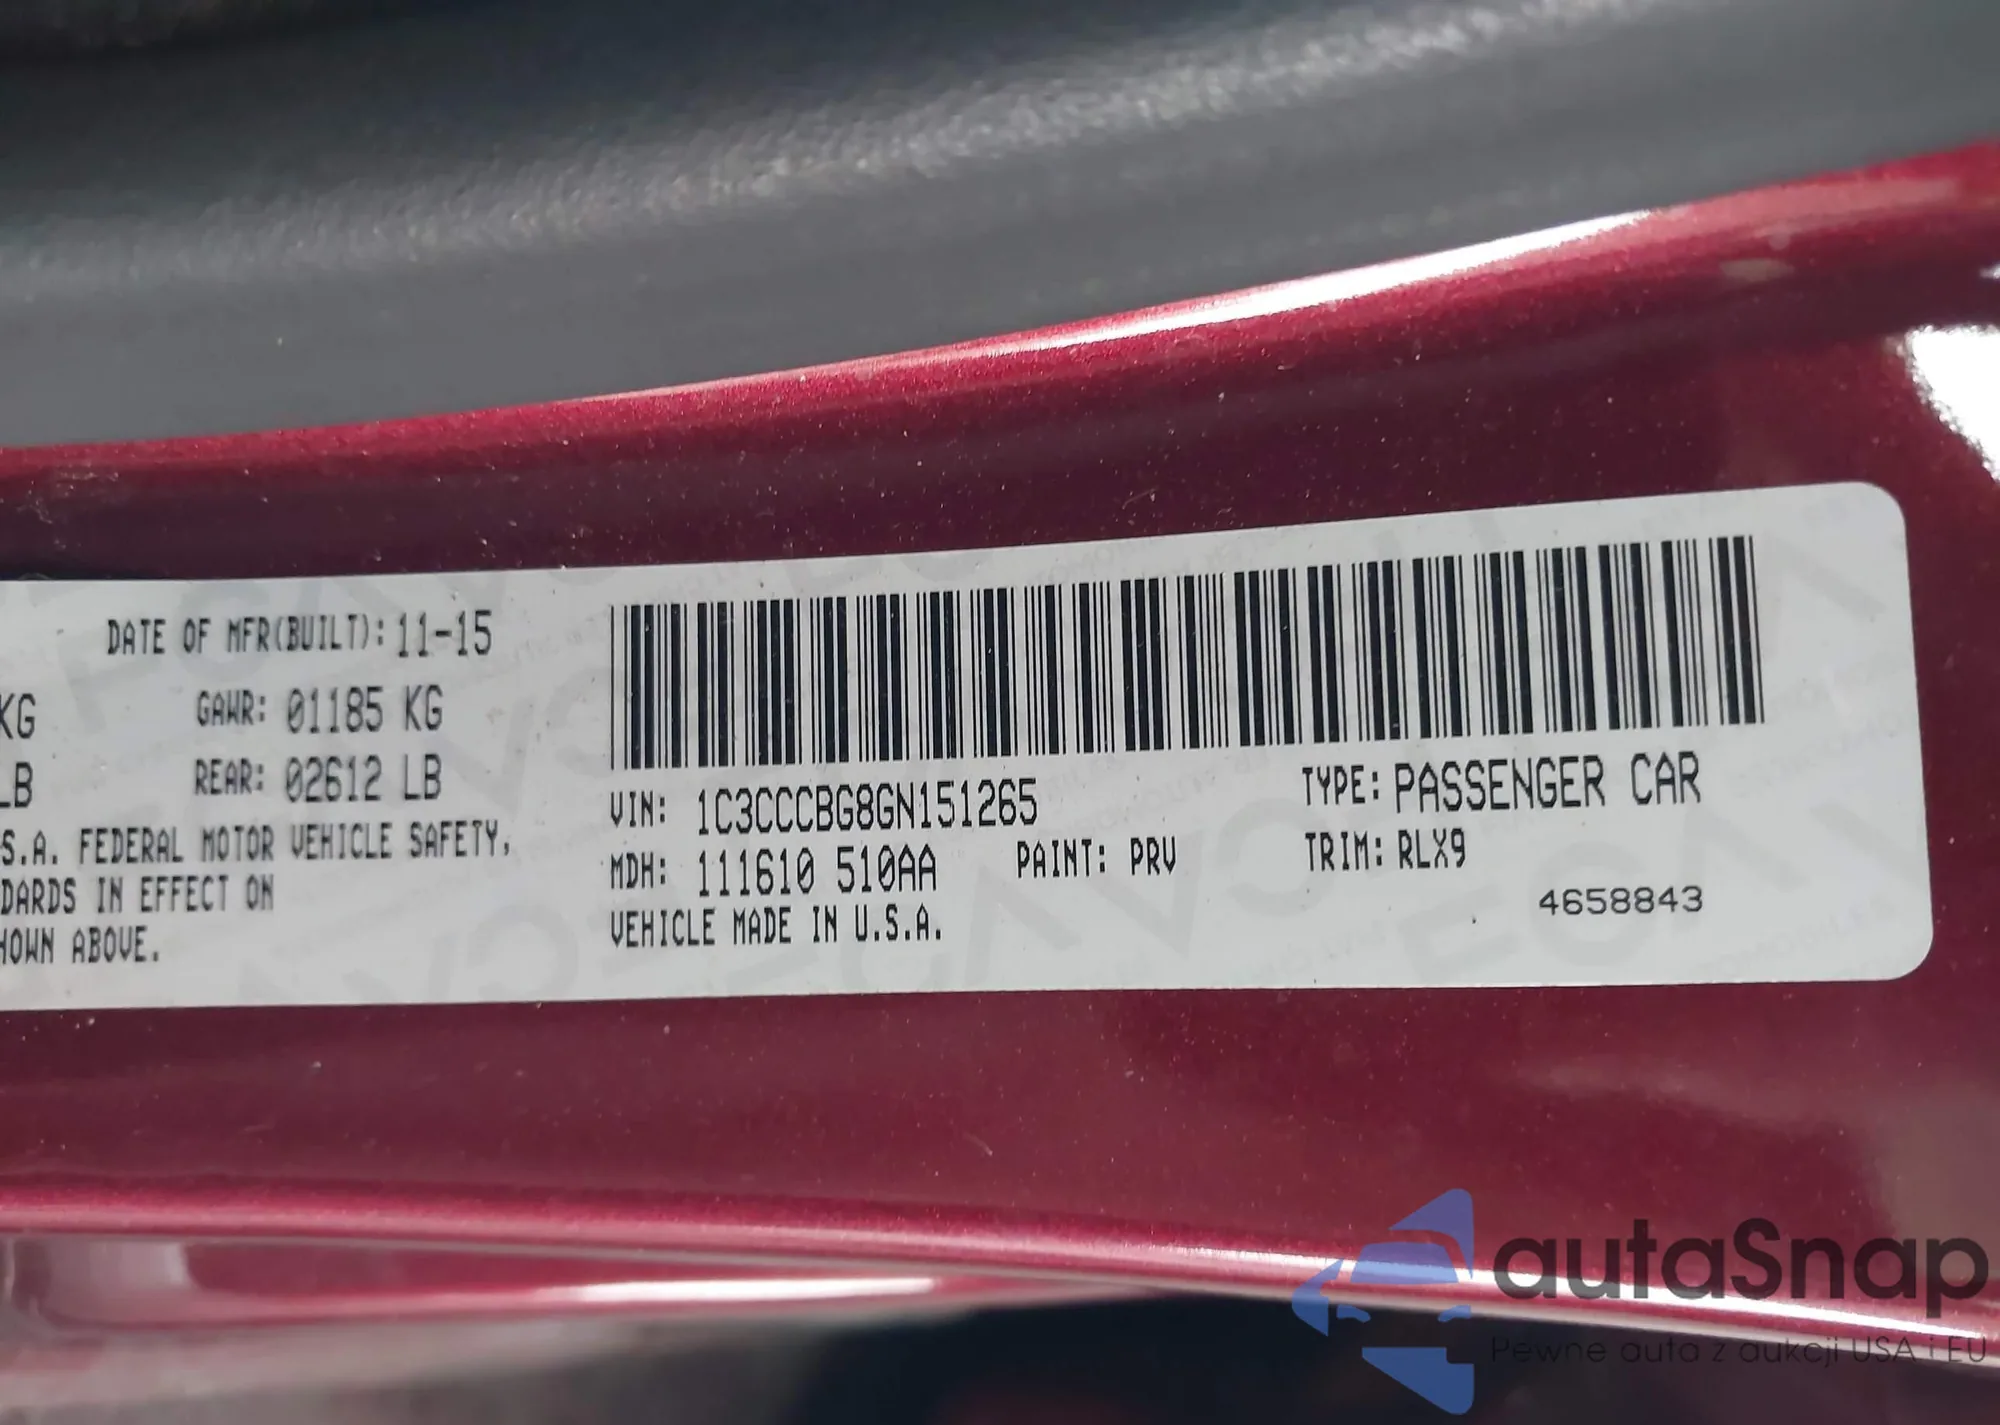 DATE OF MFR(BUILT): 11-15
KG GAWR: 01185 KG
LB REAR: 02612 LB
S.A. FEDERAL MOTOR VEHICLE SAFETY,
DARDS IN EFFECT ON
HOWN ABOVE.
VIN: 1C3CCCBG8GN151265 TYPE: PASSENGER CAR
MDH: 111610 510AA PAINT: PRV TRIM: RLX9
VEHICLE MADE IN U.S.A. 4658843
autaSnap
Pewne auta z aukcji USA i EU